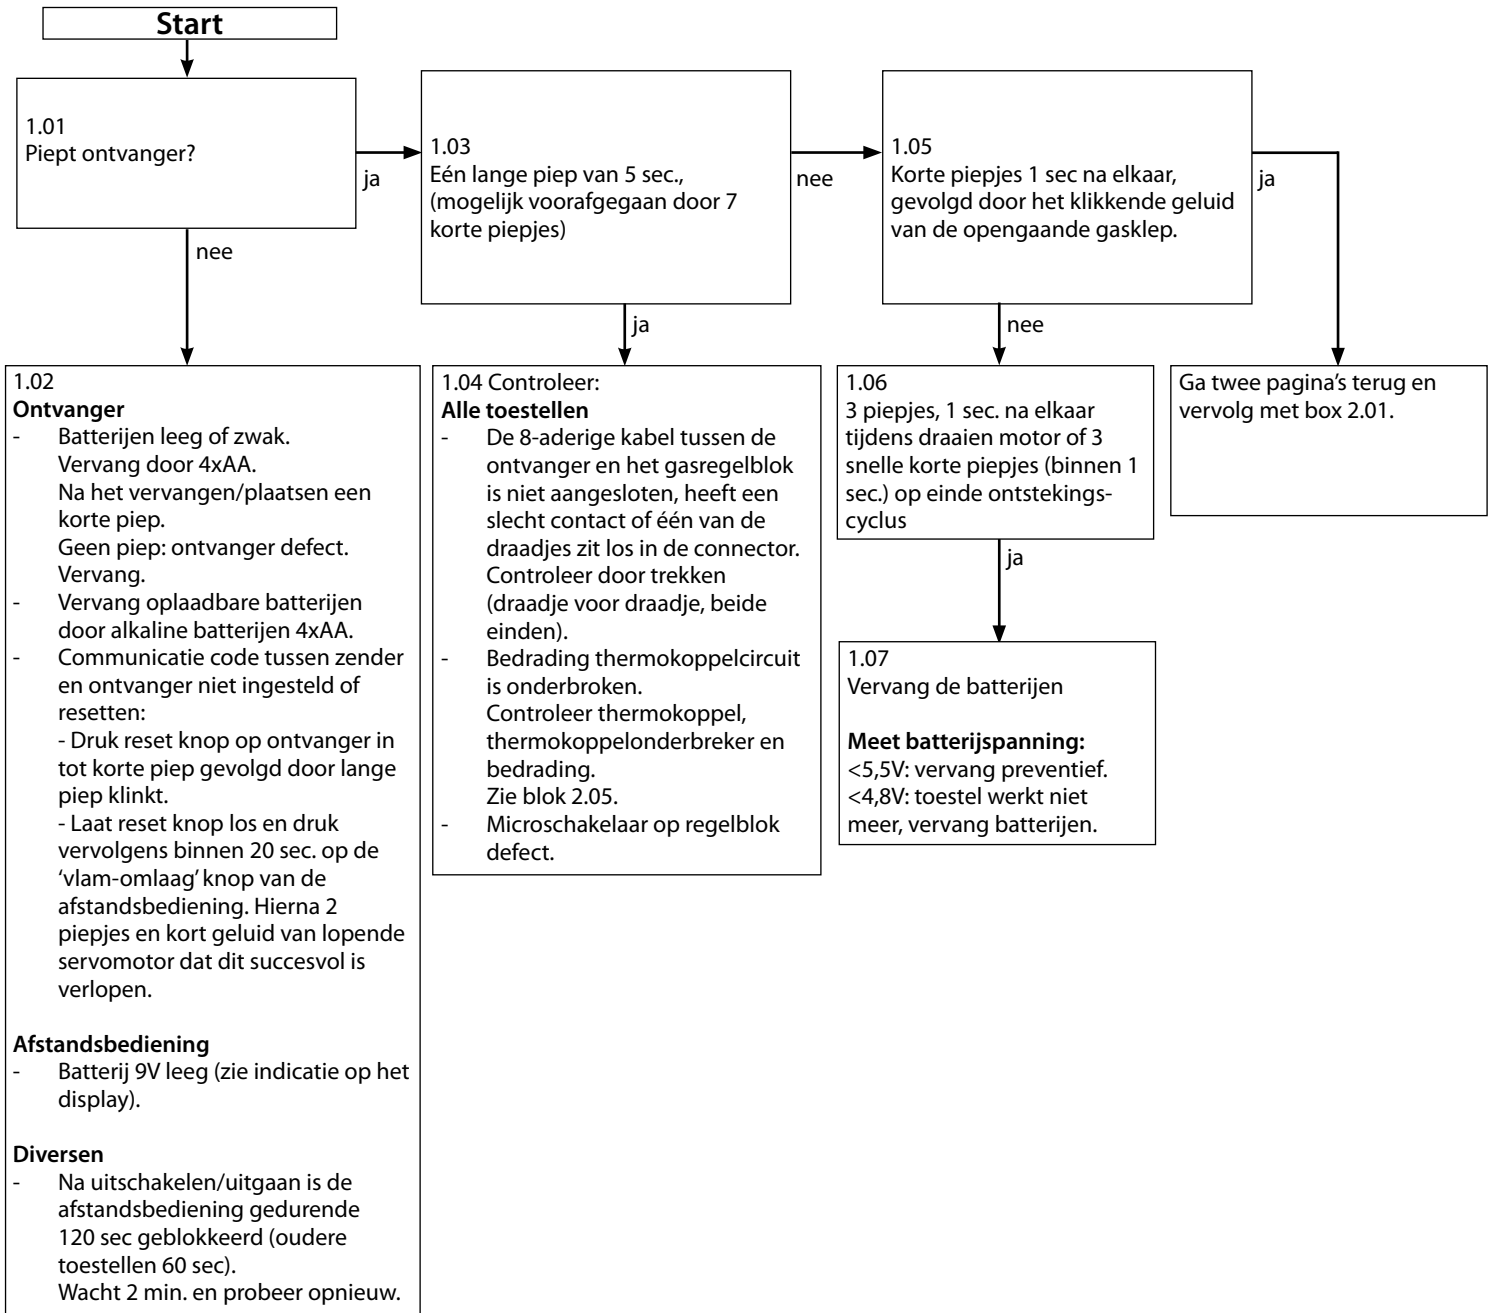 Start
1.01
Piept ontvanger?
ja
nee
1.03
Eén lange piep van 5 sec.,
(mogelijk voorafgegaan door 7
korte piepjes)
nee
ja
1.05
Korte piepjes 1 sec na elkaar,
gevolgd door het klikkende geluid
van de opengaande gasklep.
ja
nee
1.02
Ontvanger
- Batterijen leeg of zwak.
Vervang door 4xAA.
Na het vervangen/plaatsen een
korte piep.
Geen piep: ontvanger defect.
Vervang.
- Vervang oplaadbare batterijen
door alkaline batterijen 4xAA.
- Communicatie code tussen zender
en ontvanger niet ingesteld of
resetten:
- Druk reset knop op ontvanger in
tot korte piep gevolgd door lange
piep klinkt.
- Laat reset knop los en druk
vervolgens binnen 20 sec. op de
‘vlam-omlaag’ knop van de
afstandsbediening. Hierna 2
piepjes en kort geluid van lopende
servomotor dat dit succesvol is
verlopen.
Afstandsbediening
- Batterij 9V leeg (zie indicatie op het
display).
Diversen
- Na uitschakelen/uitgaan is de
afstandsbediening gedurende
120 sec geblokkeerd (oudere
toestellen 60 sec).
Wacht 2 min. en probeer opnieuw.
1.04 Controleer:
Alle toestellen
- De 8-aderige kabel tussen de
ontvanger en het gasregelblok
is niet aangesloten, heeft een
slecht contact of één van de
draadjes zit los in de connector.
Controleer door trekken
(draadje voor draadje, beide
einden).
- Bedrading thermokoppelcircuit
is onderbroken.
Controleer thermokoppel,
thermokoppelonderbreker en
bedrading.
Zie blok 2.05.
- Microschakelaar op regelblok
defect.
1.06
3 piepjes, 1 sec. na elkaar
tijdens draaien motor of 3
snelle korte piepjes (binnen 1
sec.) op einde ontstekings-
cyclus
ja
1.07
Vervang de batterijen
Meet batterijspanning:
<5,5V: vervang preventief.
<4,8V: toestel werkt niet
meer, vervang batterijen.
Ga twee pagina’s terug en
vervolg met box 2.01.